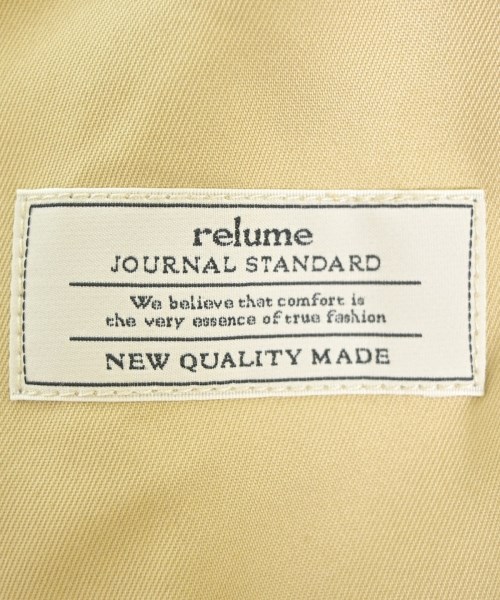 relume
JOURNAL STANDARD
We believe that comfort is
the very essence of true fashion
NEW QUALITY MADE